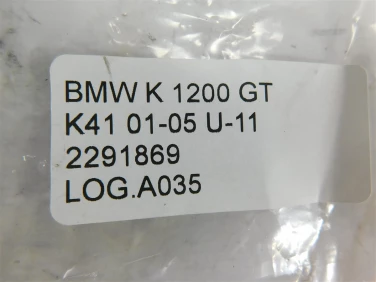 BMW K 1200 GT
K41 01-05 U-11
2291869
LOG.A035